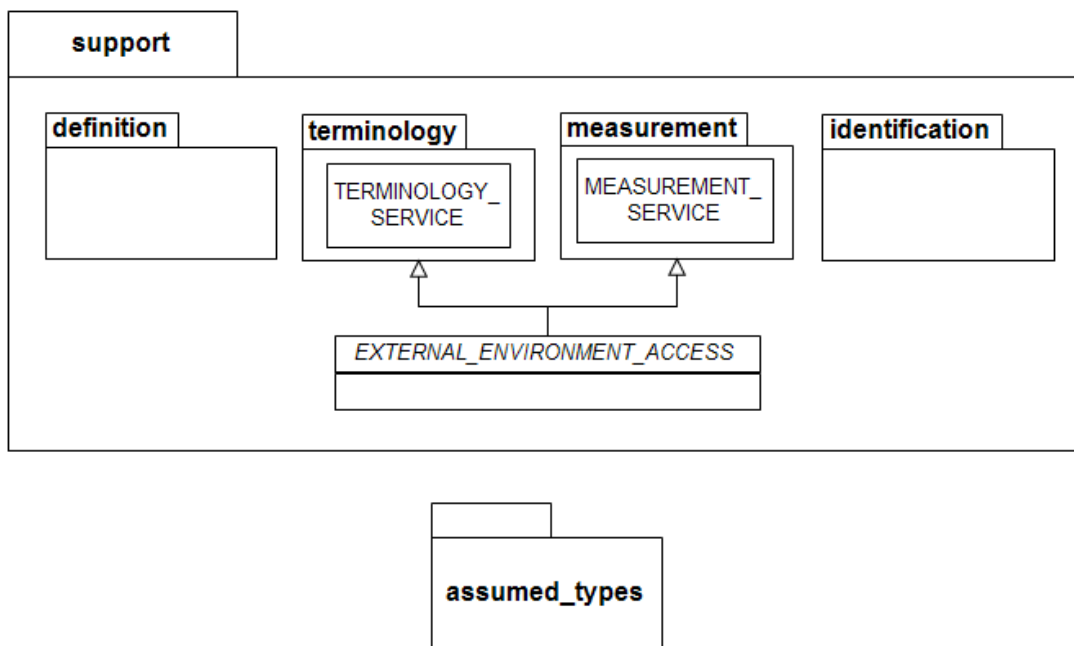 support
definition
terminology
measurement
identification
TERMINOLOGY_
SERVICE
MEASUREMENT_
SERVICE
EXTERNAL_ENVIRONMENT_ACCESS
assumed_types